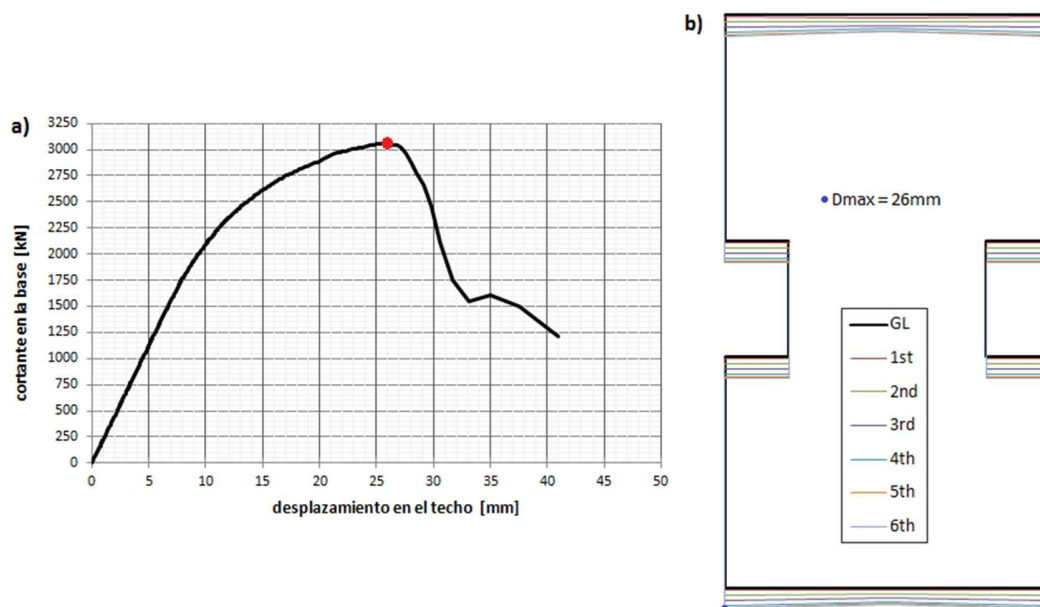 a)
3250
3000
2750
2500
2250
2000
1750
1500
1250
1000
750
500
250
0
0 5 10 15 20 25 30 35 40 45 50
cortante en la base [kN]
desplazamiento en el techo [mm]
b)
Dmax = 26mm
GL
1st
2nd
3rd
4th
5th
6th